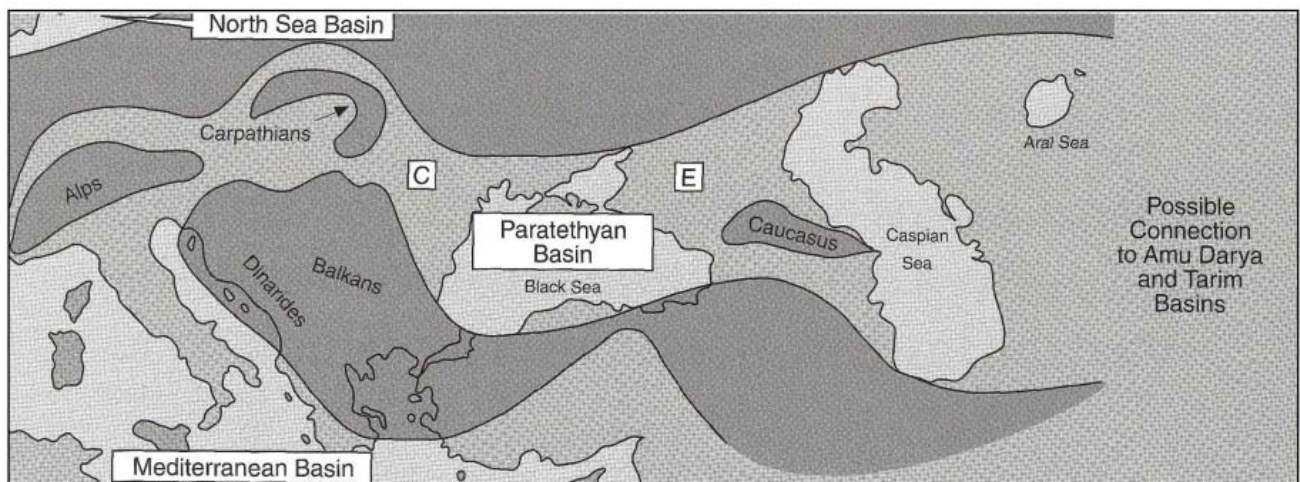 North Sea Basin
Carpathians
Alps
C
E
Aral Sea
Paratethyan
Basin
Black Sea
Caucasus
Caspian
Sea
Possible
Connection
to Amu Darya
and Tarim
Basins
Dinarides
Balkans
Mediterranean Basin